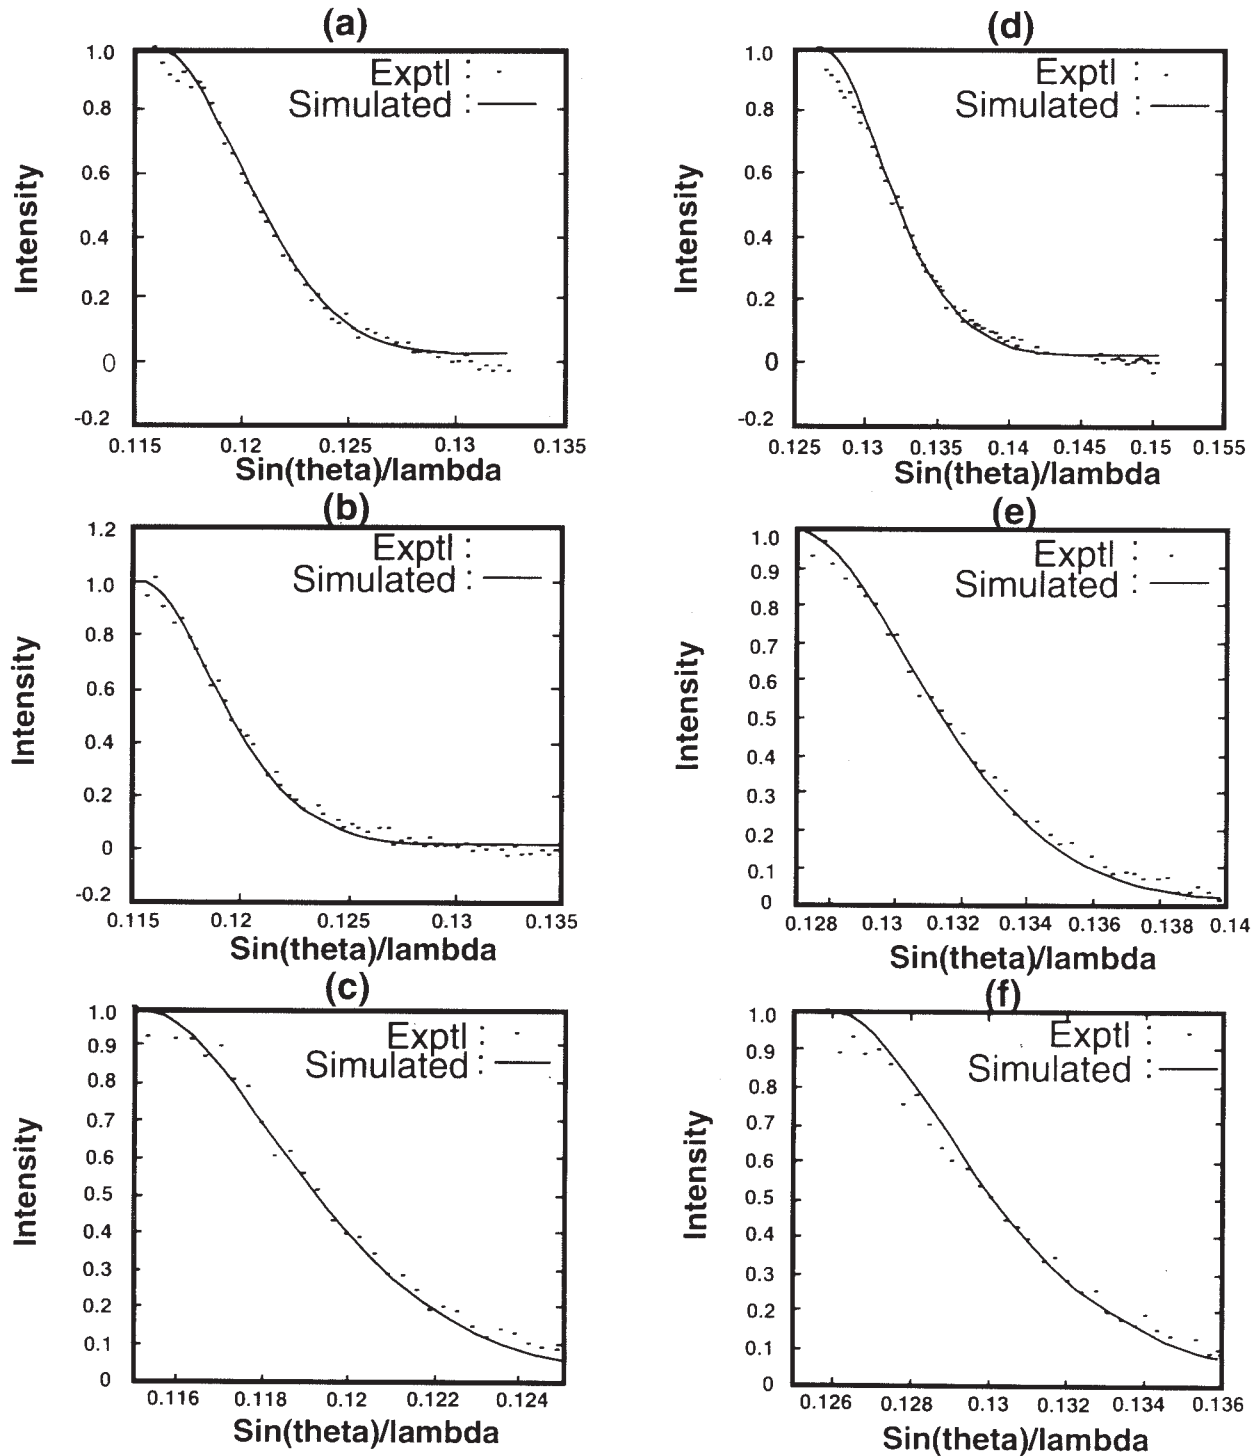 (a)
1.0
0.8
0.6
0.4
0.2
0
-0.2
Intensity
Exptl :
Simulated :
0.115 0.12 0.125 0.13 0.135
Sin(theta)/lambda
(d)
1.0
0.8
0.6
0.4
0.2
0
-0.2
Intensity
Exptl :
Simulated :
0.125 0.13 0.135 0.14 0.145 0.15 0.155
Sin(theta)/lambda
(b)
1.2
1.0
0.8
0.6
0.4
0.2
0
-0.2
Intensity
Exptl :
Simulated :
0.115 0.12 0.125 0.13 0.135
Sin(theta)/lambda
(e)
1.0
0.9
0.8
0.7
0.6
0.5
0.4
0.3
0.2
0.1
0
Intensity
Exptl :
Simulated :
0.128 0.13 0.132 0.134 0.136 0.138 0.14
Sin(theta)/lambda
(c)
1.0
0.9
0.8
0.7
0.6
0.5
0.4
0.3
0.2
0.1
0
Intensity
Exptl :
Simulated :
0.116 0.118 0.12 0.122 0.124
Sin(theta)/lambda
(f)
1.0
0.9
0.8
0.7
0.6
0.5
0.4
0.3
0.2
0.1
0
Intensity
Exptl :
Simulated :
0.126 0.128 0.13 0.132 0.134 0.136
Sin(theta)/lambda